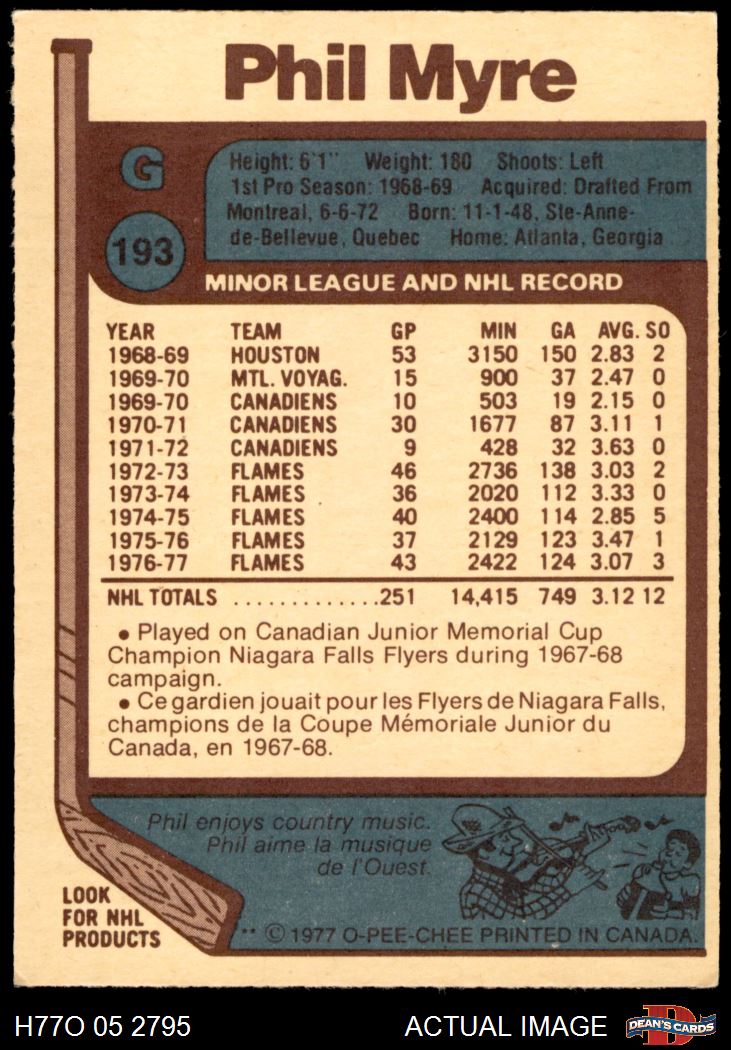 Phil Myre
G
Height: 6'1" Weight: 180 Shoots: Left
1st Pro Season: 1968-69 Acquired: Drafted From
Montreal, 6-6-72 Born: 11-1-48, Ste-Anne-
de-Bellevue, Quebec Home: Atlanta, Georgia
193
MINOR LEAGUE AND NHL RECORD
YEAR TEAM GP MIN GA AVG. SO
1968-69 HOUSTON 53 3150 150 2.83 2
1969-70 MTL. VOYAG. 15 900 37 2.47 0
1969-70 CANADIENS 10 503 19 2.15 0
1970-71 CANADIENS 30 1677 87 3.11 1
1971-72 CANADIENS 9 428 32 3.63 0
1972-73 FLAMES 46 2736 138 3.03 2
1973-74 FLAMES 36 2020 112 3.33 0
1974-75 FLAMES 40 2400 114 2.85 5
1975-76 FLAMES 37 2129 123 3.47 1
1976-77 FLAMES 43 2422 124 3.07 3
NHL TOTALS .............251 14,415 749 3.12 12
• Played on Canadian Junior Memorial Cup
Champion Niagara Falls Flyers during 1967-68
campaign.
• Ce gardien jouait pour les Flyers de Niagara Falls,
champions de la Coupe Mémoriale Junior du
Canada, en 1967-68.
Phil enjoys country music.
Phil aime la musique
de l'Ouest.
LOOK
FOR NHL
PRODUCTS
** © 1977 O-PEE-CHEE PRINTED IN CANADA.
H77O 05 2795 ACTUAL IMAGE
D
DEAN'S CARDS